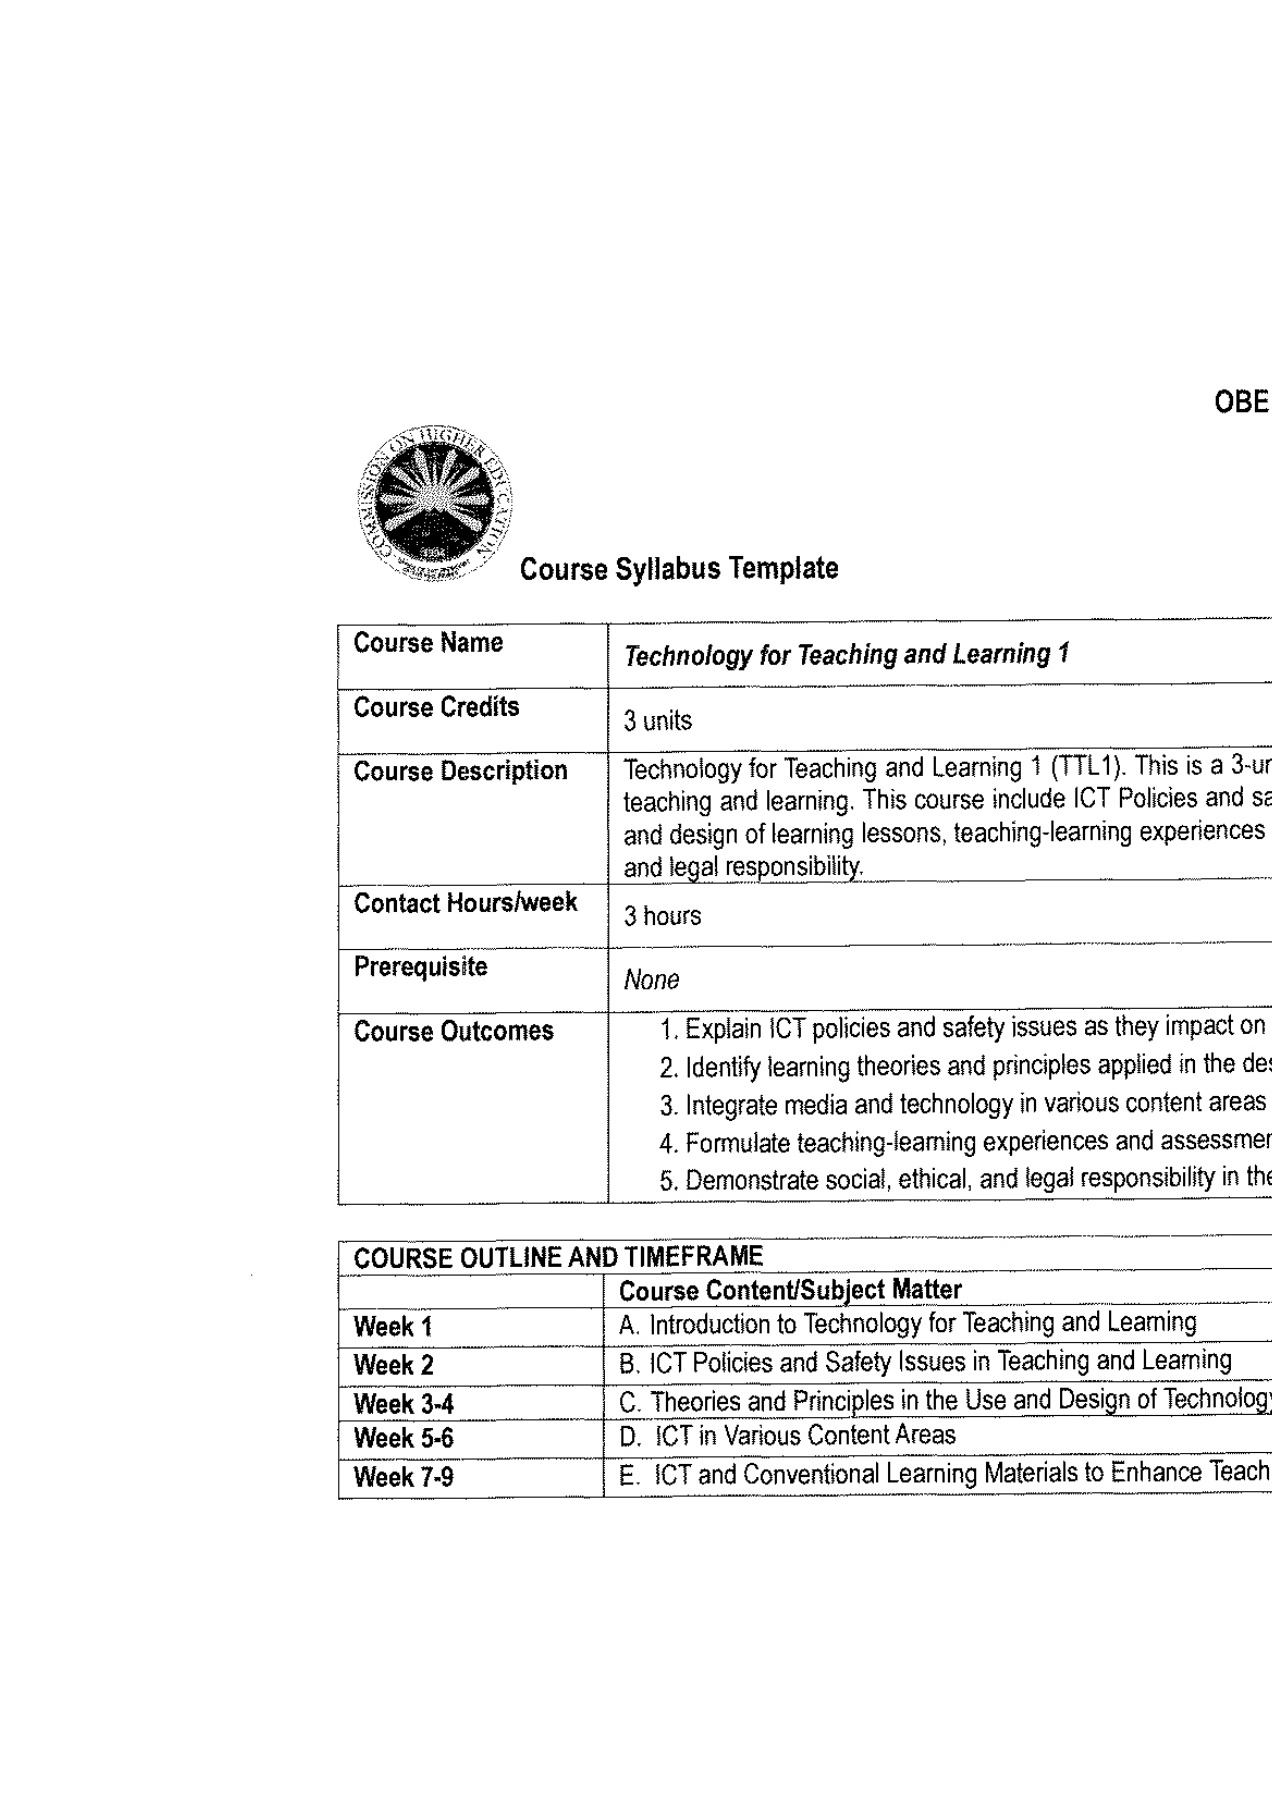 OBE
COMMISSION ON HIGHER EDUCATION
1994
Course Syllabus Template
Course Name
Technology for Teaching and Learning 1
Course Credits
3 units
Course Description
Technology for Teaching and Learning 1 (TTL1). This is a 3-un
teaching and learning. This course include ICT Policies and sa
and design of learning lessons, teaching-learning experiences
and legal responsibility.
Contact Hours/week
3 hours
Prerequisite
None
Course Outcomes
1. Explain ICT policies and safety issues as they impact on
2. Identify learning theories and principles applied in the des
3. Integrate media and technology in various content areas
4. Formulate teaching-learning experiences and assessmen
5. Demonstrate social, ethical, and legal responsibility in the
COURSE OUTLINE AND TIMEFRAME
Course Content/Subject Matter
Week 1 A. Introduction to Technology for Teaching and Learning
Week 2 B. ICT Policies and Safety Issues in Teaching and Learning
Week 3-4 C. Theories and Principles in the Use and Design of Technology
Week 5-6 D. ICT in Various Content Areas
Week 7-9 E. ICT and Conventional Learning Materials to Enhance Teach